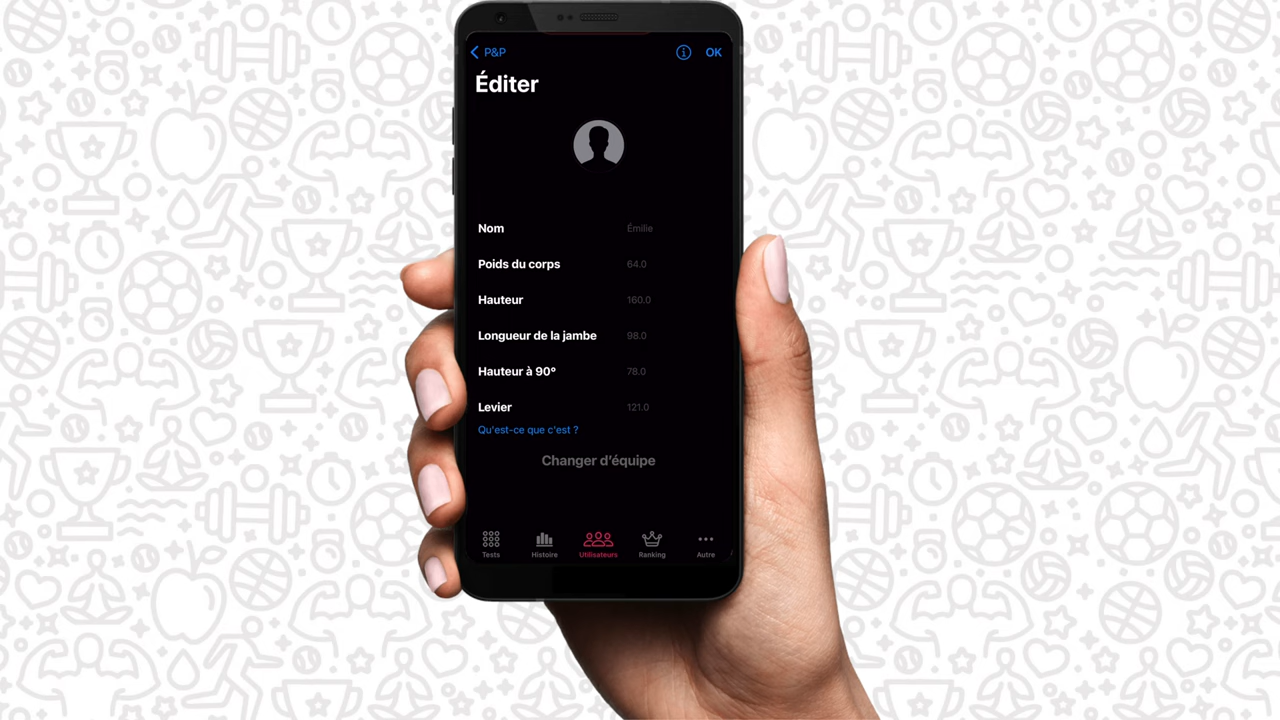 P&P
OK
Éditer
Nom Émilie
Poids du corps 64.0
Hauteur 160.0
Longueur de la jambe 98.0
Hauteur à 90° 78.0
Levier 121.0
Qu'est-ce que c'est ?
Changer d'équipe
Tests Histoire Utilisateurs Ranking Autre